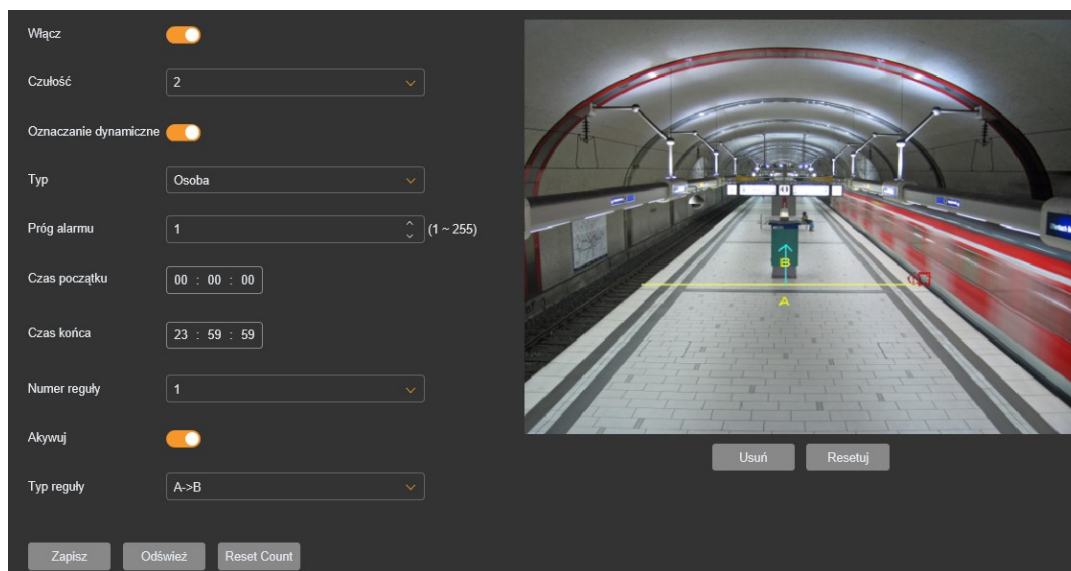 Włącz
Czułość 2
Oznaczanie dynamiczne
Typ Osoba
Próg alarmu 1 (1 ~ 255)
Czas początku 00 : 00 : 00
Czas końca 23 : 59 : 59
Numer reguły 1
Akywuj
Typ reguły A->B
Zapisz Odśwież Reset Count
B
A
Usuń Resetuj